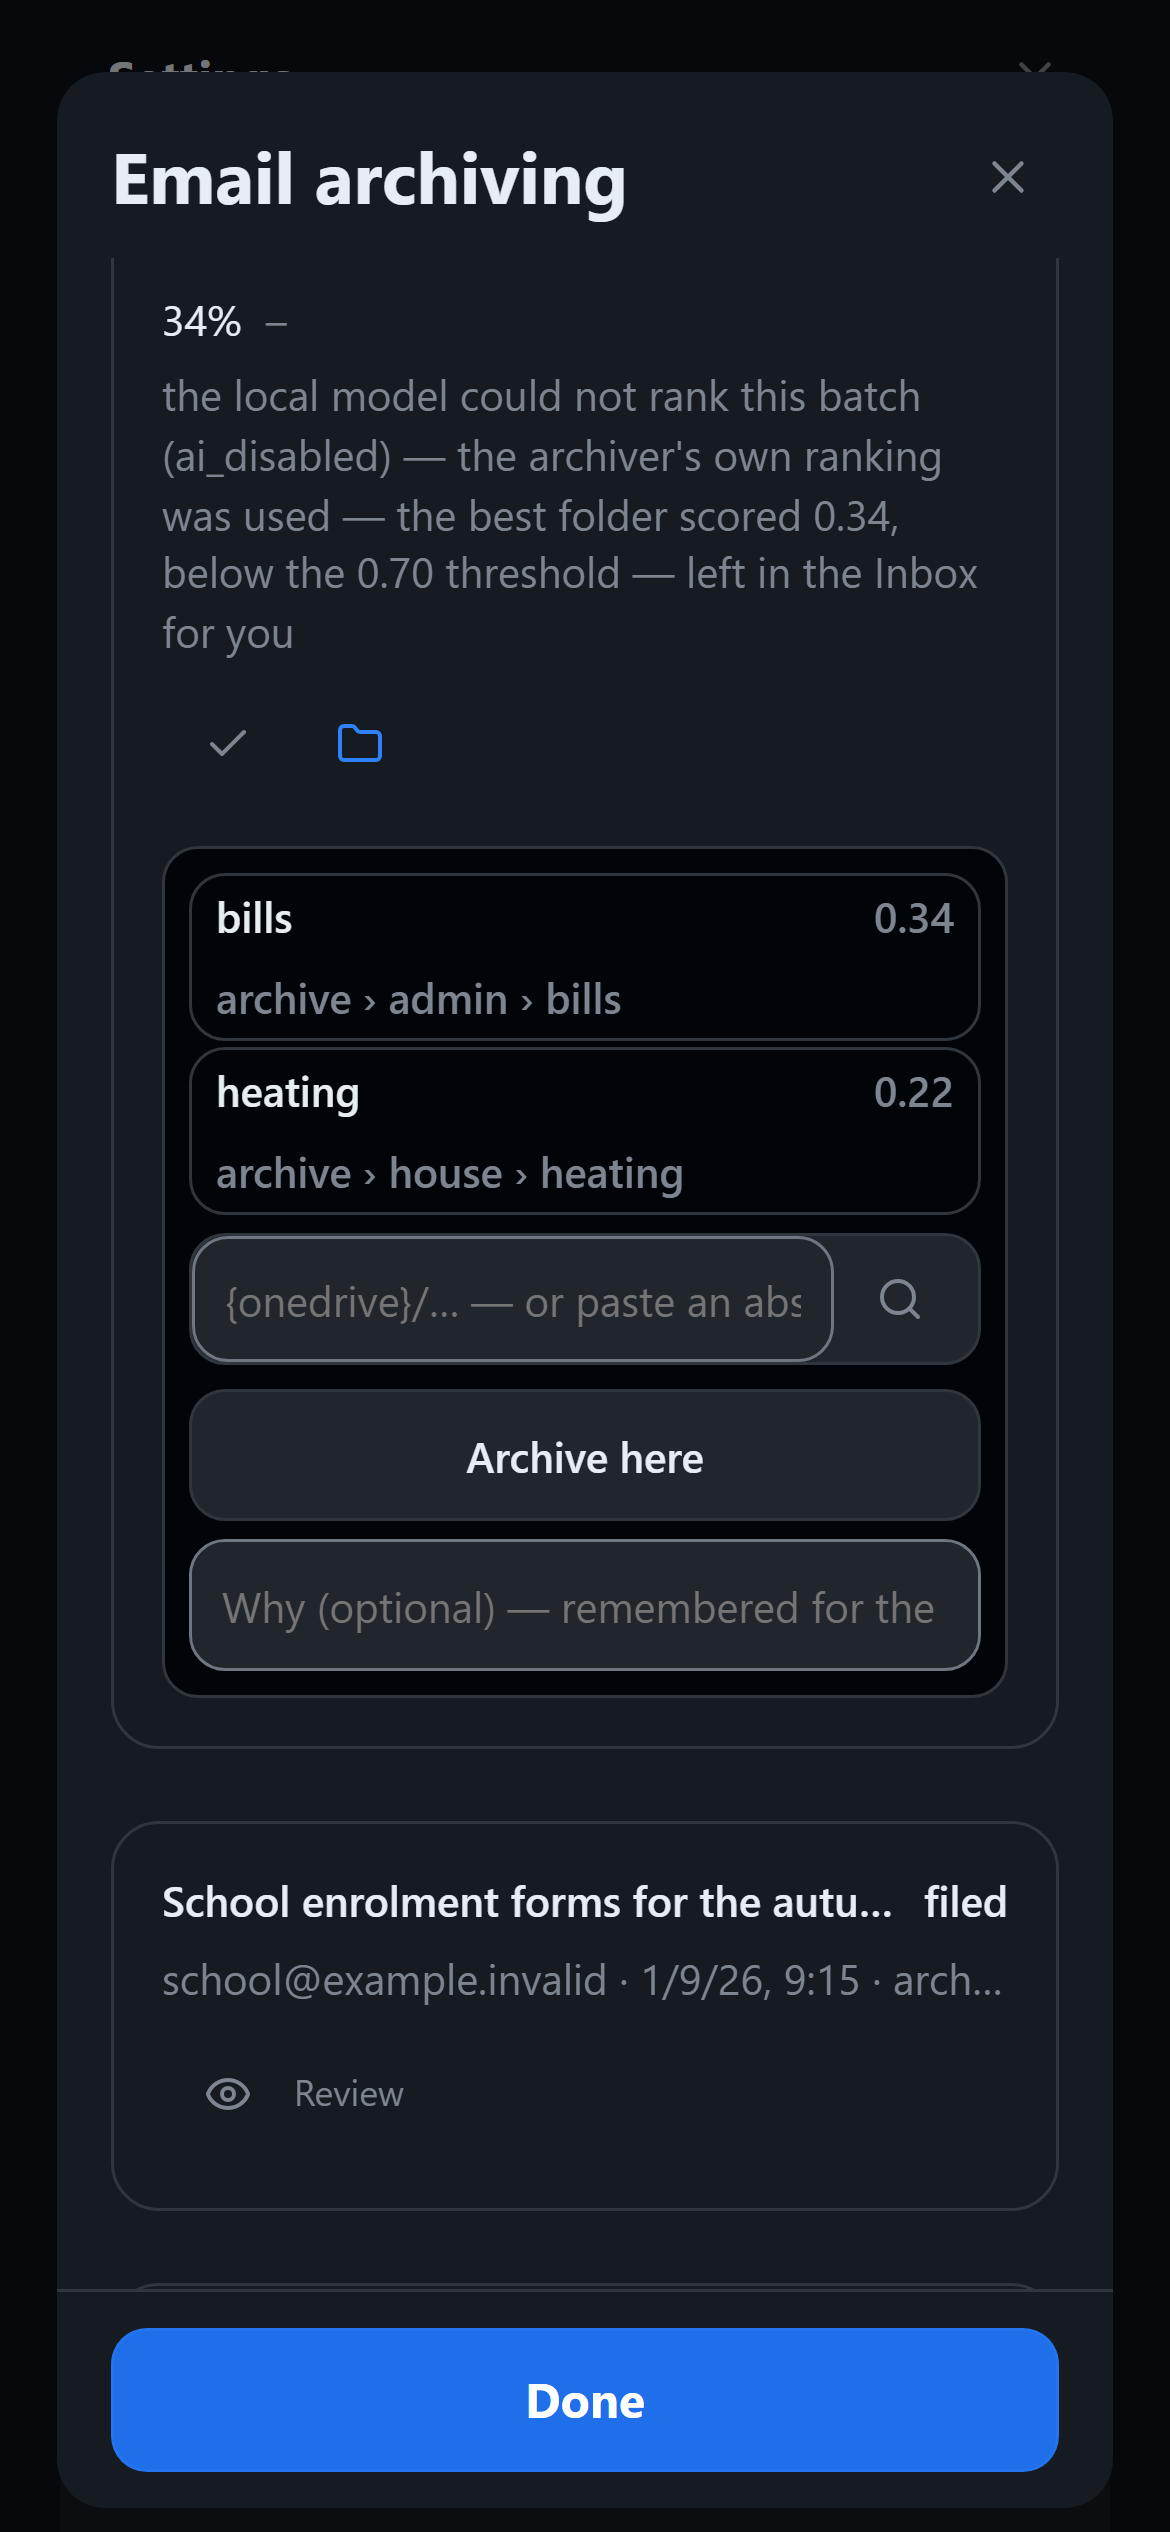 Settings
Email archiving
34% –
the local model could not rank this batch
(ai_disabled) — the archiver's own ranking
was used — the best folder scored 0.34,
below the 0.70 threshold — left in the Inbox
for you
bills 0.34
archive › admin › bills
heating 0.22
archive › house › heating
{onedrive}/... — or paste an abs
Archive here
Why (optional) — remembered for the
School enrolment forms for the autu... filed
school@example.invalid · 1/9/26, 9:15 · arch...
Review
Done